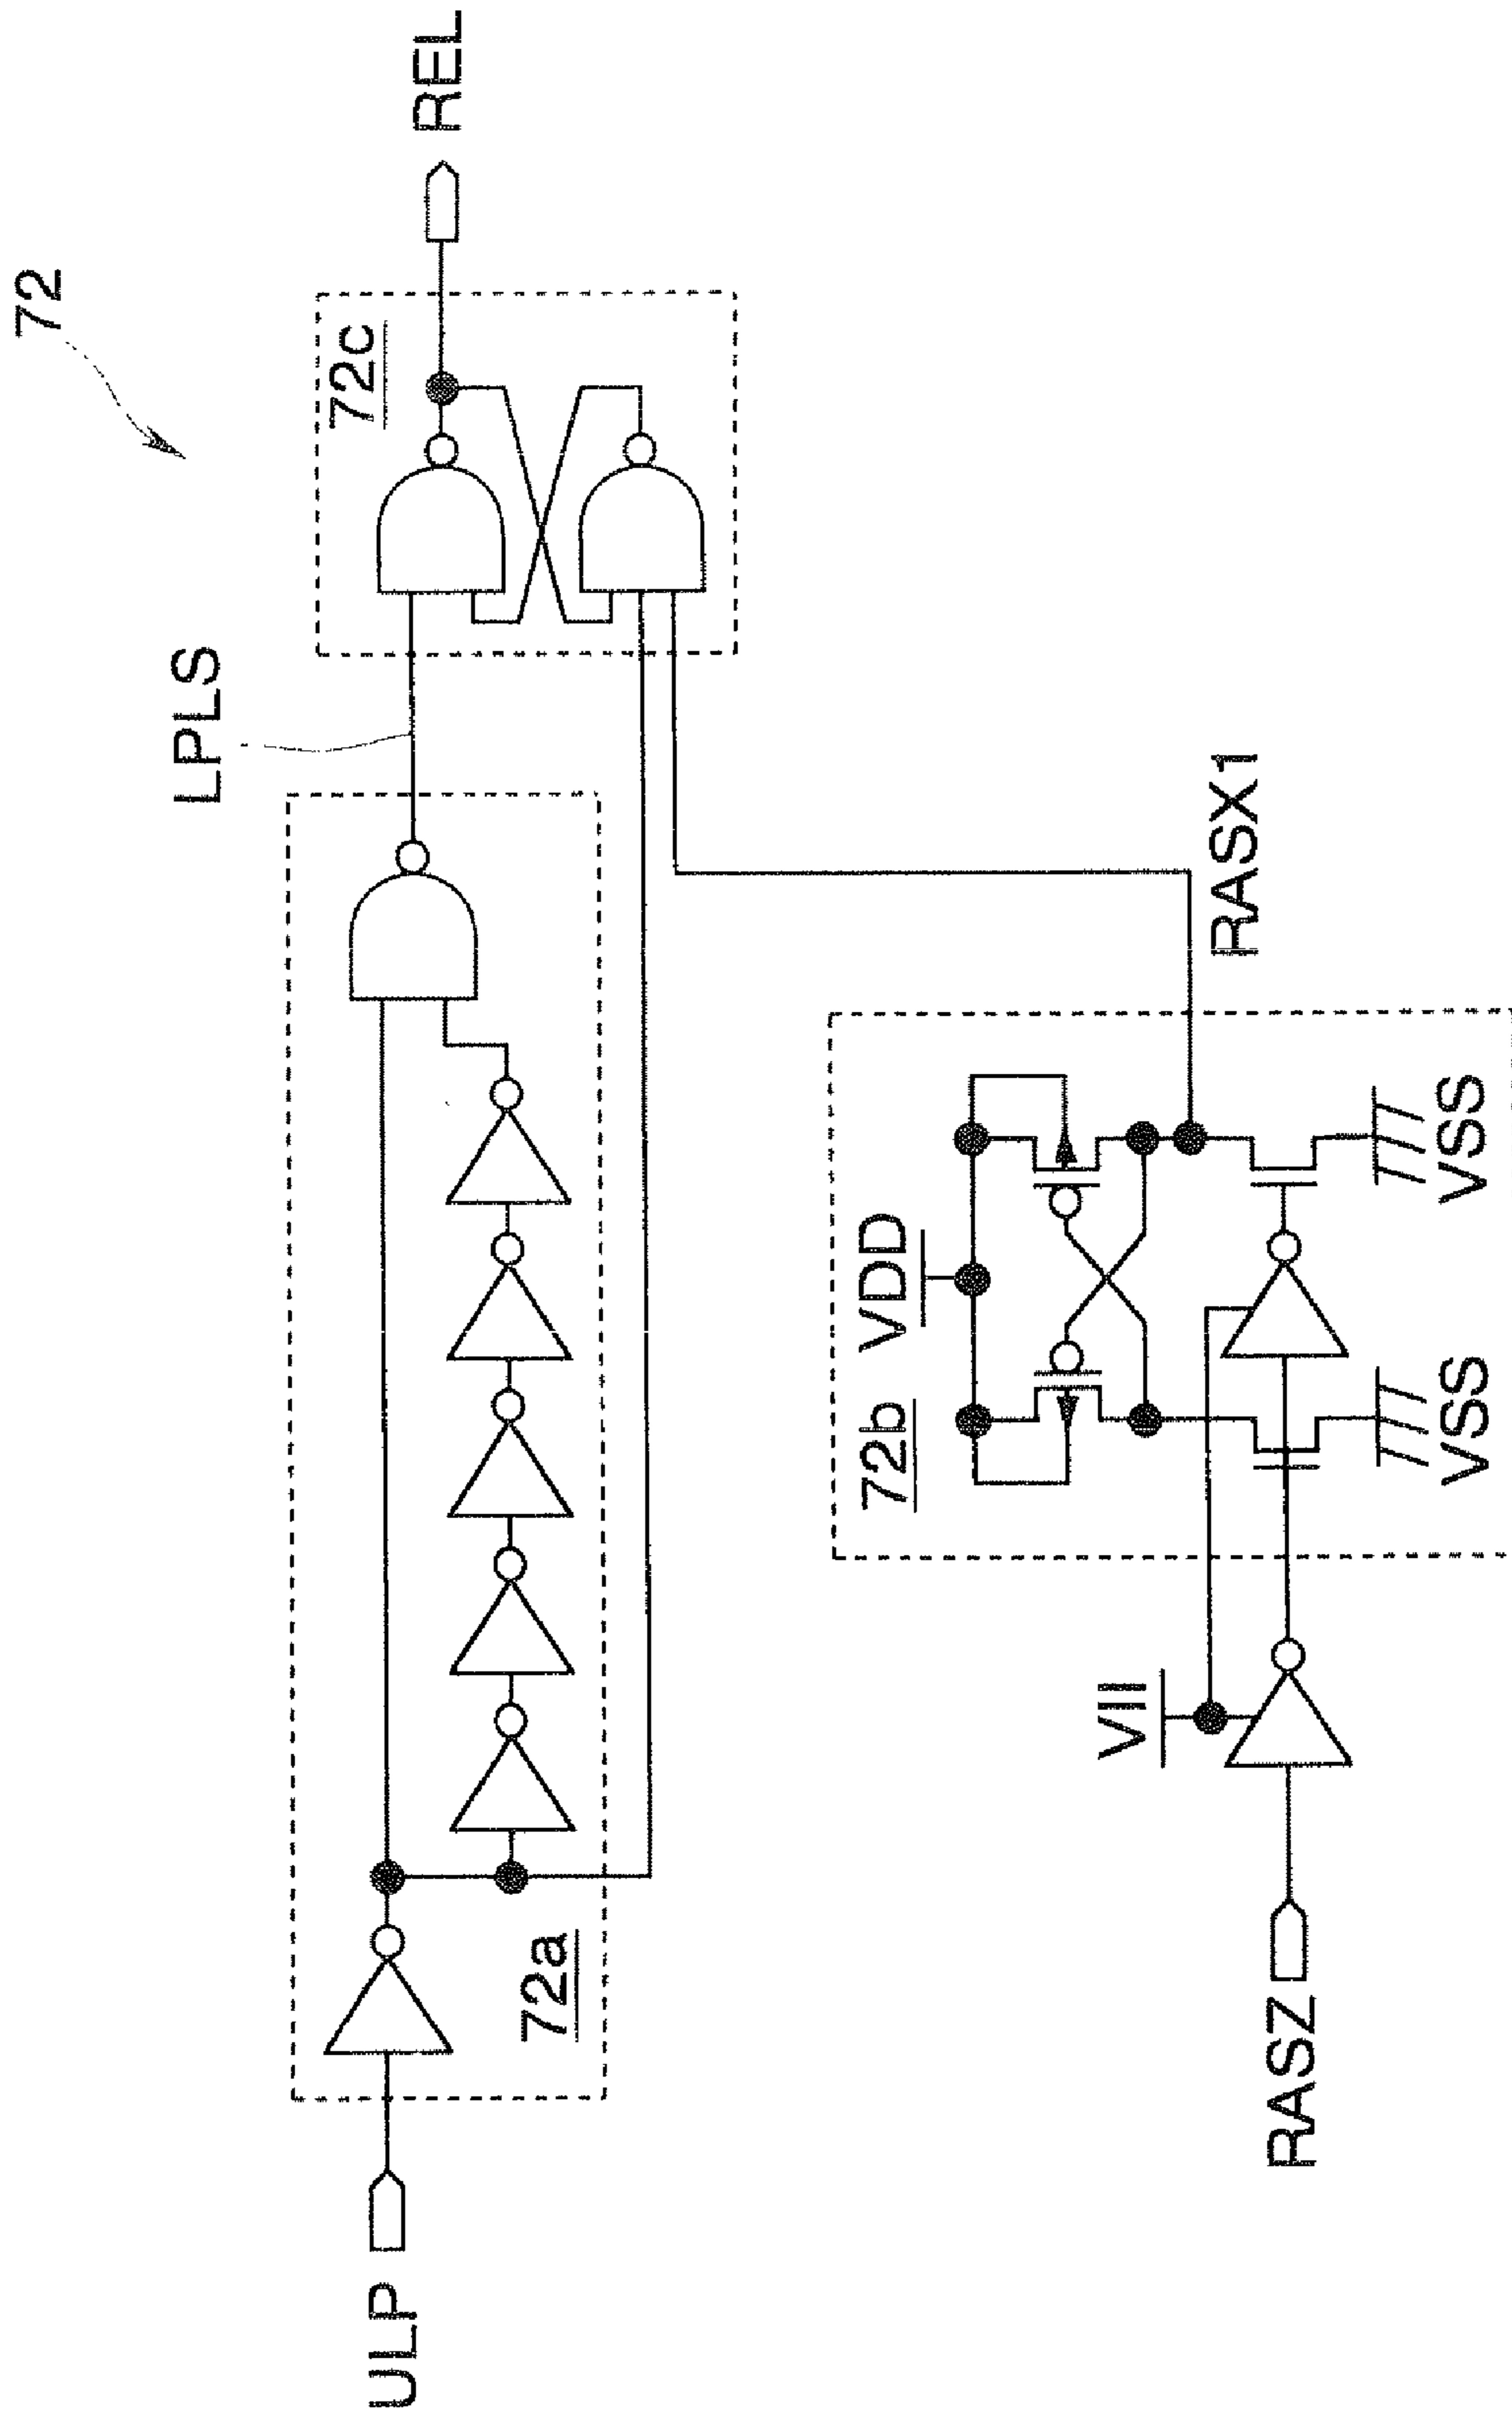 72
ULP
72a
LPLS
72c
REL
RASZ
VII
72b
VDD
VSS
VSS
RASX1